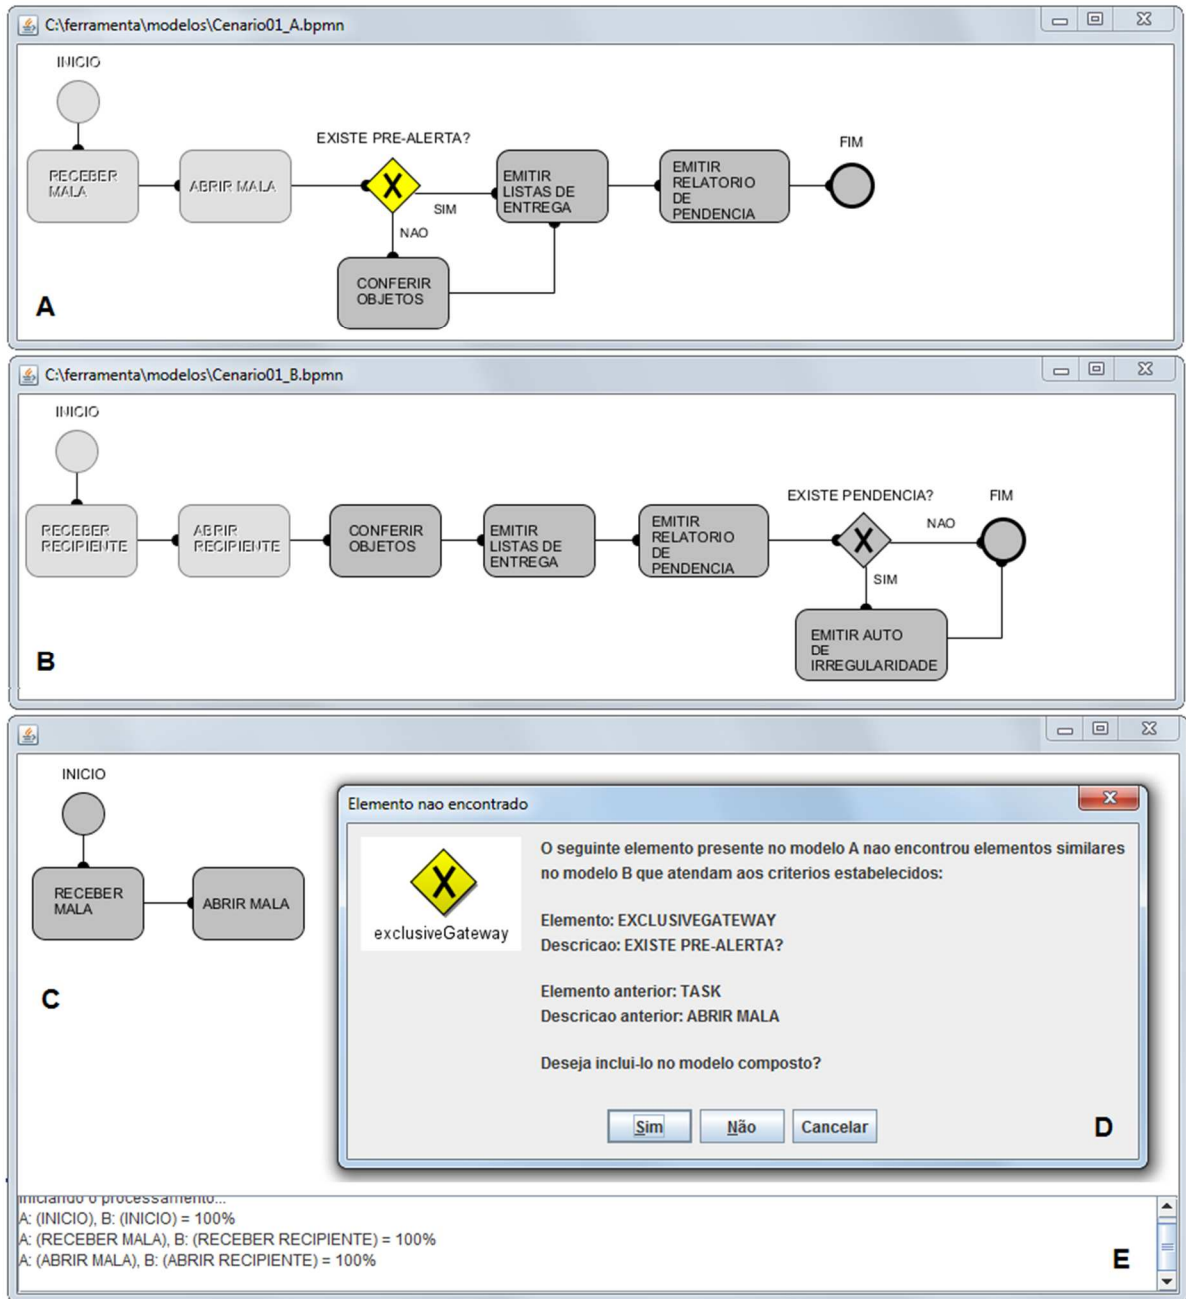 C:\ferramenta\modelos\Cenario01_A.bpmn
INICIO
EXISTE PRE-ALERTA?
FIM
RECEBER
MALA
ABRIR MALA
X
SIM
NAO
EMITIR
LISTAS DE
ENTREGA
EMITIR
RELATORIO
DE
PENDENCIA
CONFERIR
OBJETOS
A
C:\ferramenta\modelos\Cenario01_B.bpmn
INICIO
EXISTE PENDENCIA?
FIM
RECEBER
RECIPIENTE
ABRIR
RECIPIENTE
CONFERIR
OBJETOS
EMITIR
LISTAS DE
ENTREGA
EMITIR
RELATORIO
DE
PENDENCIA
X
NAO
SIM
EMITIR AUTO
DE
IRREGULARIDADE
B
INICIO
RECEBER
MALA
ABRIR MALA
C
Elemento nao encontrado
X
exclusiveGateway
O seguinte elemento presente no modelo A nao encontrou elementos similares
no modelo B que atendam aos criterios estabelecidos:
Elemento: EXCLUSIVEGATEWAY
Descricao: EXISTE PRE-ALERTA?
Elemento anterior: TASK
Descricao anterior: ABRIR MALA
Deseja inclui-lo no modelo composto?
Sim
Não
Cancelar
D
Iniciando o processamento...
A: (INICIO), B: (INICIO) = 100%
A: (RECEBER MALA), B: (RECEBER RECIPIENTE) = 100%
A: (ABRIR MALA), B: (ABRIR RECIPIENTE) = 100%
E